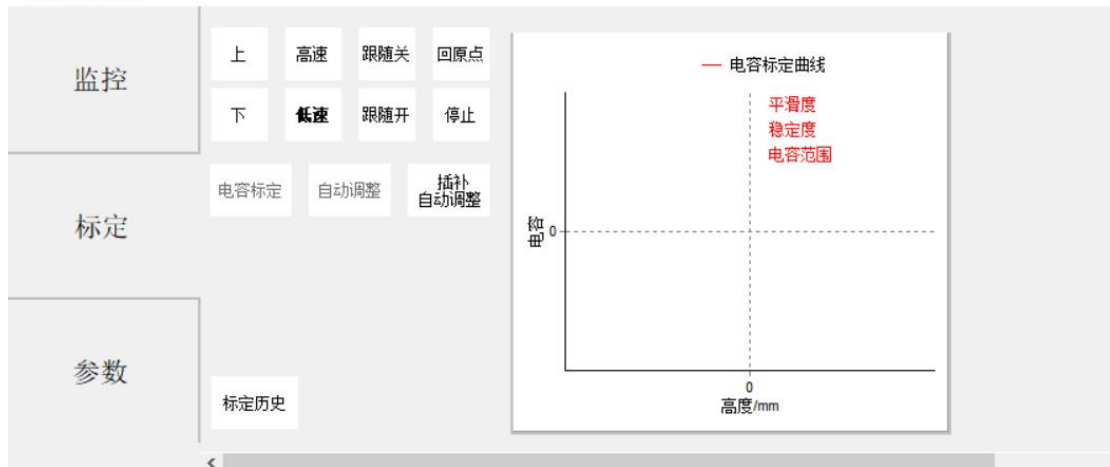 监控
标定
参数
上
高速
跟随关
回原点
下
低速
跟随开
停止
电容标定
自动调整
插补
自动调整
标定历史
电容标定曲线
平滑度
稳定度
电容范围
电容
0
0
高度/mm